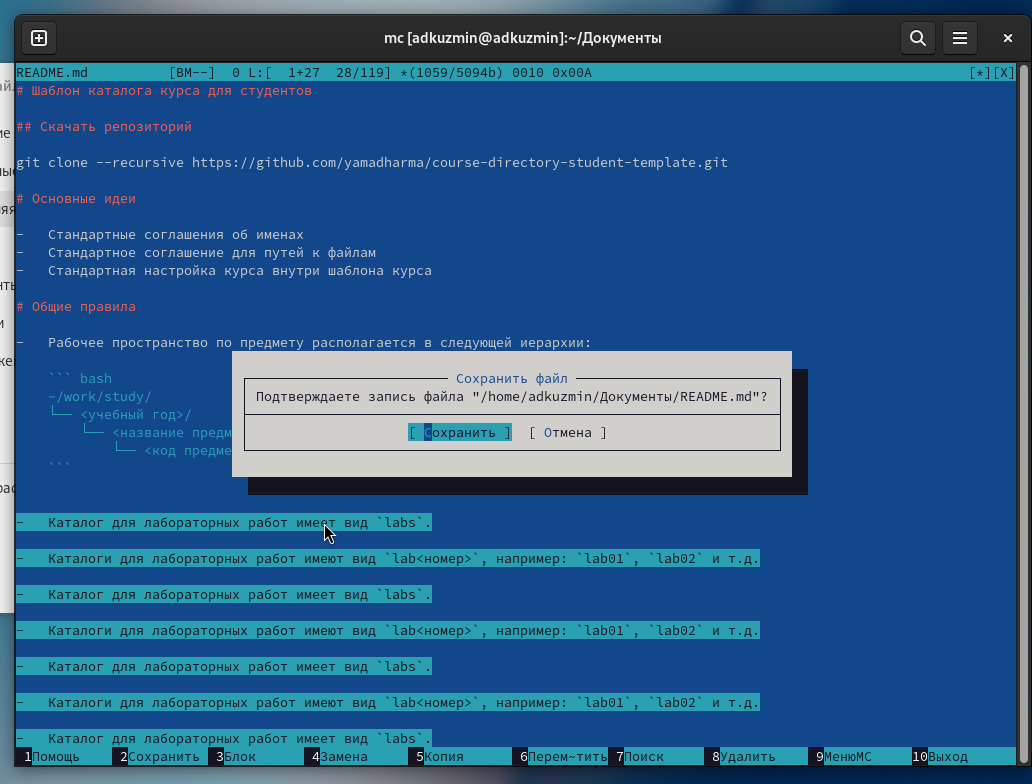 mc [adkuzmin@adkuzmin]:~/Документы
README.md [BM--] 0 L:[ 1+27 28/119] *(1059/5094b) 0010 0x00A [*][X]
# Шаблон каталога курса для студентов
## Скачать репозиторий
git clone --recursive https://github.com/yamadharma/course-directory-student-template.git
# Основные идеи
- Стандартные соглашения об именах
- Стандартное соглашение для путей к файлам
- Стандартная настройка курса внутри шаблона курса
# Общие правила
- Рабочее пространство по предмету располагается в следующей иерархии:
``` bash
~/work/study/
└── <учебный год>/
└── <название предм
└── <код предме
```
Сохранить файл
Подтверждаете запись файла "/home/adkuzmin/Документы/README.md"?
[ Сохранить ] [ Отмена ]
- Каталог для лабораторных работ имеет вид `labs`.
- Каталоги для лабораторных работ имеют вид `lab<номер>`, например: `lab01`, `lab02` и т.д.
- Каталог для лабораторных работ имеет вид `labs`.
- Каталоги для лабораторных работ имеют вид `lab<номер>`, например: `lab01`, `lab02` и т.д.
- Каталог для лабораторных работ имеет вид `labs`.
- Каталоги для лабораторных работ имеют вид `lab<номер>`, например: `lab01`, `lab02` и т.д.
- Каталог для лабораторных работ имеет вид `labs`.
1Помощь 2Сохранить 3Блок 4Замена 5Копия 6Перем~тить 7Поиск 8Удалить 9МенюMC 10Выход